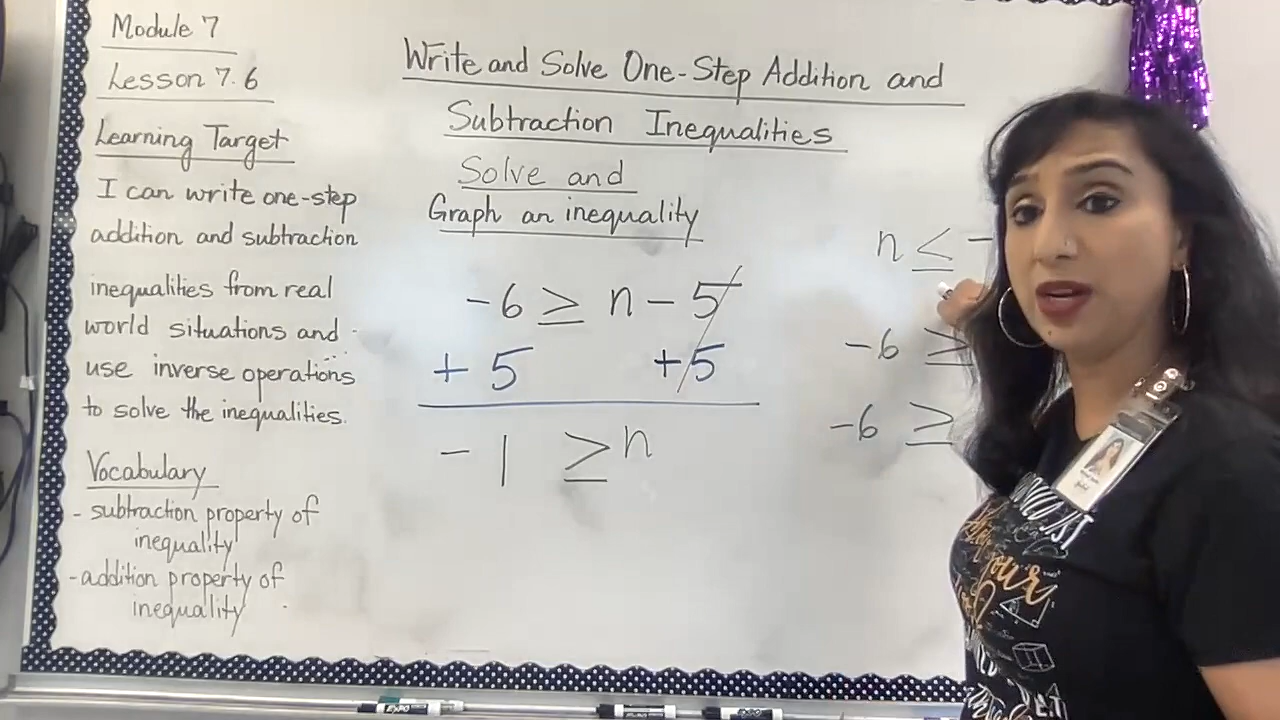 Module 7
Lesson 7.6
Learning Target
I can write one-step
addition and subtraction
inequalities from real
world situations and
use inverse operations
to solve the inequalities.
Vocabulary
- subtraction property of
inequality
- addition property of
inequality
Write and Solve One-Step Addition and
Subtraction Inequalities
Solve and
Graph an inequality
-6 ≥ n - 5
+ 5 +5
-1 ≥ n
n ≤ -
-6 ≥
-6 ≥
EXPO
EXPO